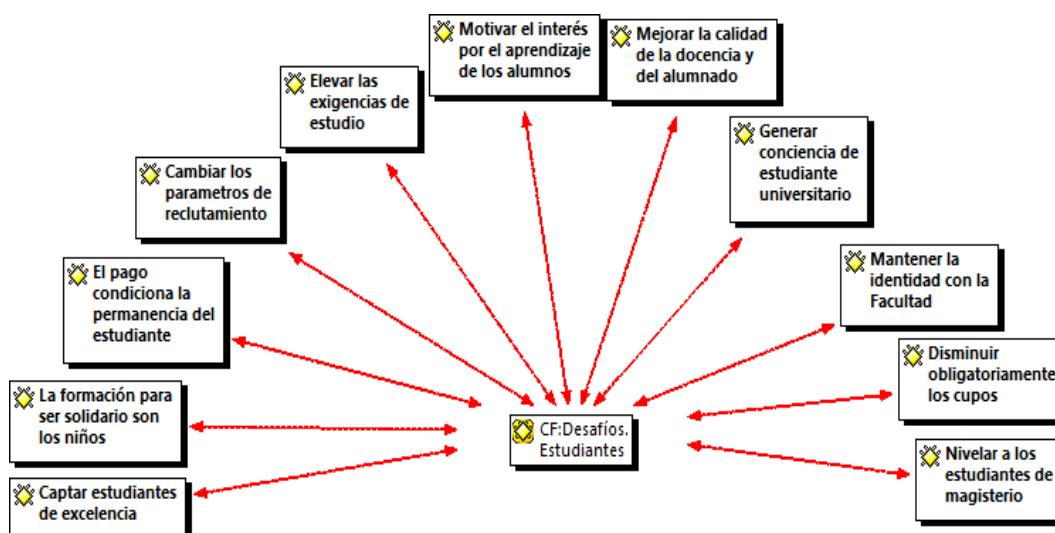 Motivar el interés
por el aprendizaje
de los alumnos
Mejorar la calidad
de la docencia y
del alumnado
Elevar las
exigencias de
estudio
Generar
conciencia de
estudiante
universitario
Cambiar los
parametros de
reclutamiento
Mantener la
identidad con la
Facultad
El pago
condiciona la
permanencia del
estudiante
Disminuir
obligatoriamente
los cupos
La formación para
ser solidario son
los niños
CF:Desafíos.
Estudiantes
Nivelar a los
estudiantes de
magisterio
Captar estudiantes
de excelencia